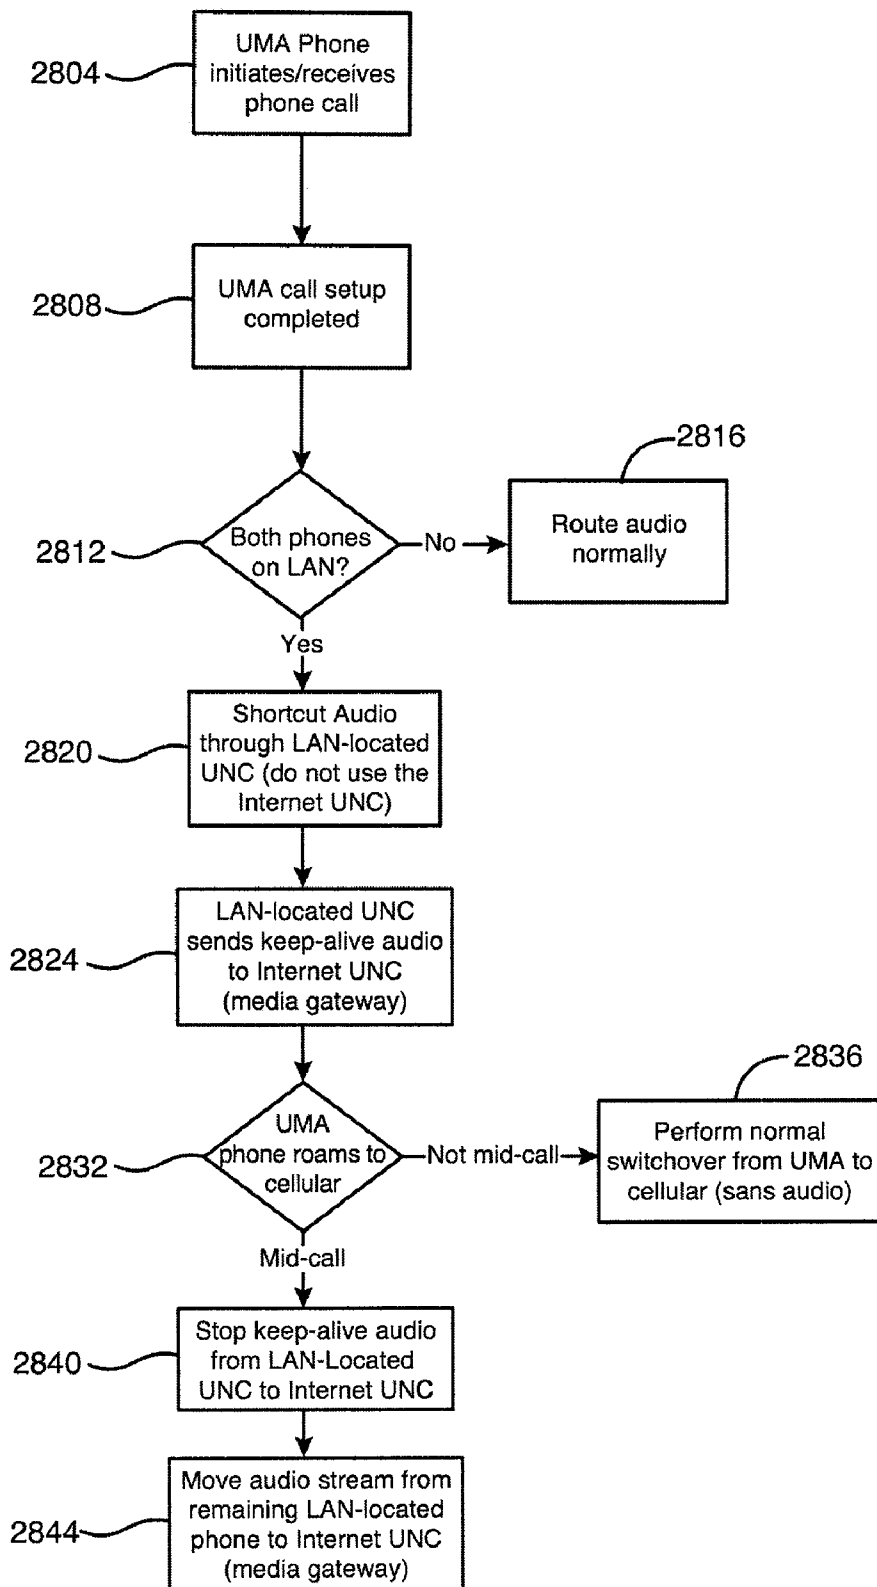 2804
UMA Phone
initiates/receives
phone call
2808
UMA call setup
completed
2812
Both phones
on LAN?
No
2816
Route audio
normally
Yes
2820
Shortcut Audio
through LAN-located
UNC (do not use the
Internet UNC)
2824
LAN-located UNC
sends keep-alive audio
to Internet UNC
(media gateway)
2832
UMA
phone roams to
cellular
Not mid-call
2836
Perform normal
switchover from UMA to
cellular (sans audio)
Mid-call
2840
Stop keep-alive audio
from LAN-Located
UNC to Internet UNC
2844
Move audio stream from
remaining LAN-located
phone to Internet UNC
(media gateway)